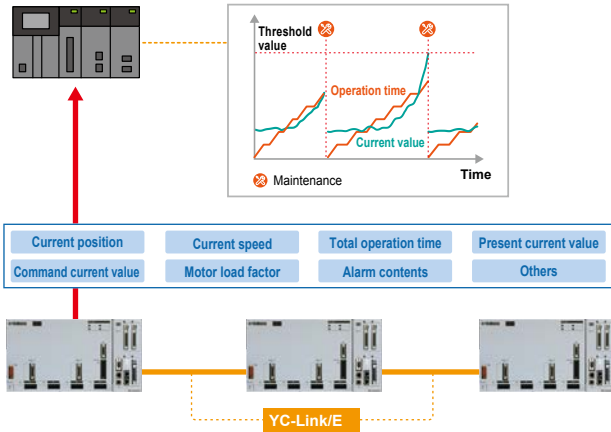 Threshold
value
Operation time
Current value
Time
Maintenance
Current position
Current speed
Total operation time
Present current value
Command current value
Motor load factor
Alarm contents
Others
YC-Link/E